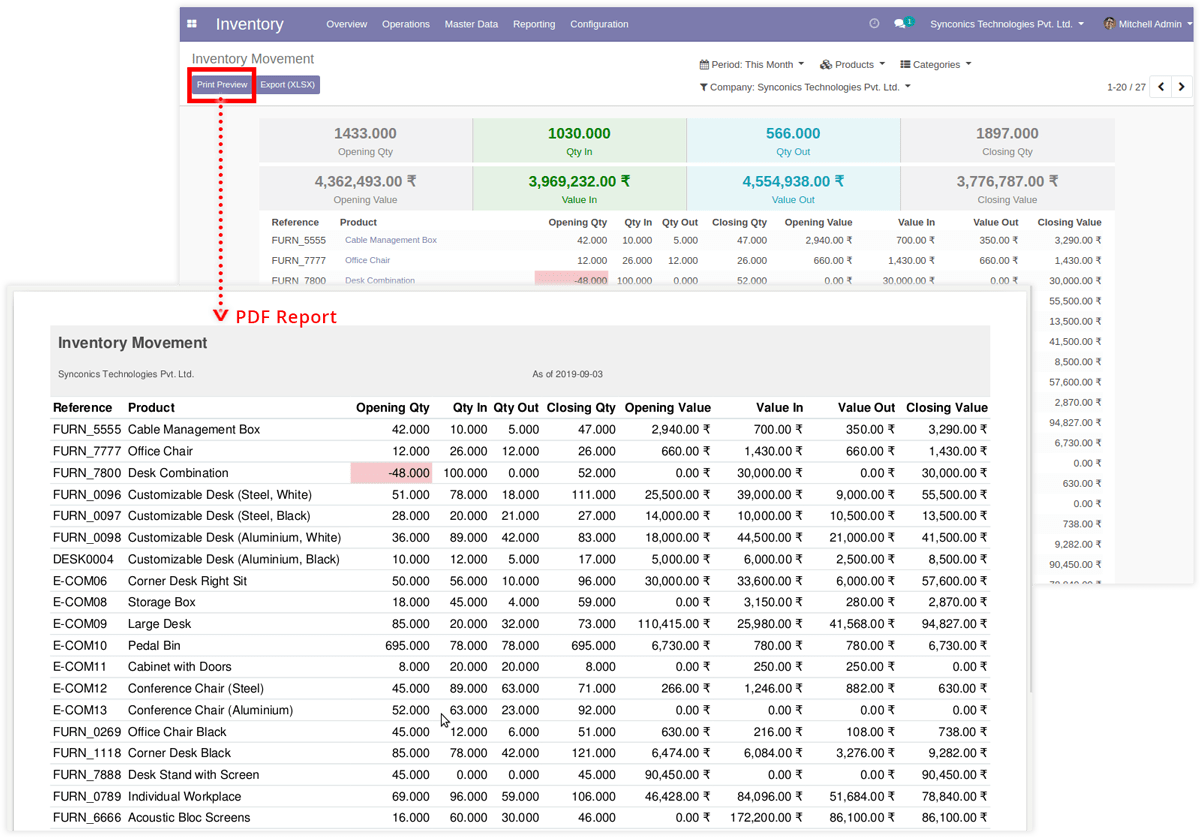 Inventory Overview Operations Master Data Reporting Configuration 1 Synconics Technologies Pvt. Ltd. Mitchell Admin
Inventory Movement
Period: This Month Products Categories
Print Preview Export (XLSX)
Company: Synconics Technologies Pvt. Ltd. 1-20 / 27
1433.000 1030.000 566.000 1897.000
Opening Qty Qty In Qty Out Closing Qty
4,362,493.00 ₹ 3,969,232.00 ₹ 4,554,938.00 ₹ 3,776,787.00 ₹
Opening Value Value In Value Out Closing Value
Reference Product Opening Qty Qty In Qty Out Closing Qty Opening Value Value In Value Out Closing Value
FURN_5555 Cable Management Box 42.000 10.000 5.000 47.000 2,940.00 ₹ 700.00 ₹ 350.00 ₹ 3,290.00 ₹
FURN_7777 Office Chair 12.000 26.000 12.000 26.000 660.00 ₹ 1,430.00 ₹ 660.00 ₹ 1,430.00 ₹
FURN_7800 Desk Combination -48.000 100.000 0.000 52.000 0.00 ₹ 30,000.00 ₹ 0.00 ₹ 30,000.00 ₹
55,500.00 ₹
13,500.00 ₹
41,500.00 ₹
8,500.00 ₹
57,600.00 ₹
2,870.00 ₹
94,827.00 ₹
6,730.00 ₹
0.00 ₹
630.00 ₹
0.00 ₹
738.00 ₹
9,282.00 ₹
90,450.00 ₹
78,840.00 ₹
PDF Report
Inventory Movement
Synconics Technologies Pvt. Ltd. As of 2019-09-03
Reference Product Opening Qty Qty In Qty Out Closing Qty Opening Value Value In Value Out Closing Value
FURN_5555 Cable Management Box 42.000 10.000 5.000 47.000 2,940.00 ₹ 700.00 ₹ 350.00 ₹ 3,290.00 ₹
FURN_7777 Office Chair 12.000 26.000 12.000 26.000 660.00 ₹ 1,430.00 ₹ 660.00 ₹ 1,430.00 ₹
FURN_7800 Desk Combination -48.000 100.000 0.000 52.000 0.00 ₹ 30,000.00 ₹ 0.00 ₹ 30,000.00 ₹
FURN_0096 Customizable Desk (Steel, White) 51.000 78.000 18.000 111.000 25,500.00 ₹ 39,000.00 ₹ 9,000.00 ₹ 55,500.00 ₹
FURN_0097 Customizable Desk (Steel, Black) 28.000 20.000 21.000 27.000 14,000.00 ₹ 10,000.00 ₹ 10,500.00 ₹ 13,500.00 ₹
FURN_0098 Customizable Desk (Aluminium, White) 36.000 89.000 42.000 83.000 18,000.00 ₹ 44,500.00 ₹ 21,000.00 ₹ 41,500.00 ₹
DESK0004 Customizable Desk (Aluminium, Black) 10.000 12.000 5.000 17.000 5,000.00 ₹ 6,000.00 ₹ 2,500.00 ₹ 8,500.00 ₹
E-COM06 Corner Desk Right Sit 50.000 56.000 10.000 96.000 30,000.00 ₹ 33,600.00 ₹ 6,000.00 ₹ 57,600.00 ₹
E-COM08 Storage Box 18.000 45.000 4.000 59.000 0.00 ₹ 3,150.00 ₹ 280.00 ₹ 2,870.00 ₹
E-COM09 Large Desk 85.000 20.000 32.000 73.000 110,415.00 ₹ 25,980.00 ₹ 41,568.00 ₹ 94,827.00 ₹
E-COM10 Pedal Bin 695.000 78.000 78.000 695.000 6,730.00 ₹ 780.00 ₹ 780.00 ₹ 6,730.00 ₹
E-COM11 Cabinet with Doors 8.000 20.000 20.000 8.000 0.00 ₹ 250.00 ₹ 250.00 ₹ 0.00 ₹
E-COM12 Conference Chair (Steel) 45.000 89.000 63.000 71.000 266.00 ₹ 1,246.00 ₹ 882.00 ₹ 630.00 ₹
E-COM13 Conference Chair (Aluminium) 52.000 63.000 23.000 92.000 0.00 ₹ 0.00 ₹ 0.00 ₹ 0.00 ₹
FURN_0269 Office Chair Black 45.000 12.000 6.000 51.000 630.00 ₹ 216.00 ₹ 108.00 ₹ 738.00 ₹
FURN_1118 Corner Desk Black 85.000 78.000 42.000 121.000 6,474.00 ₹ 6,084.00 ₹ 3,276.00 ₹ 9,282.00 ₹
FURN_7888 Desk Stand with Screen 45.000 0.000 0.000 45.000 90,450.00 ₹ 0.00 ₹ 0.00 ₹ 90,450.00 ₹
FURN_0789 Individual Workplace 69.000 96.000 59.000 106.000 46,428.00 ₹ 84,096.00 ₹ 51,684.00 ₹ 78,840.00 ₹
FURN_6666 Acoustic Bloc Screens 16.000 60.000 30.000 46.000 0.00 ₹ 172,200.00 ₹ 86,100.00 ₹ 86,100.00 ₹